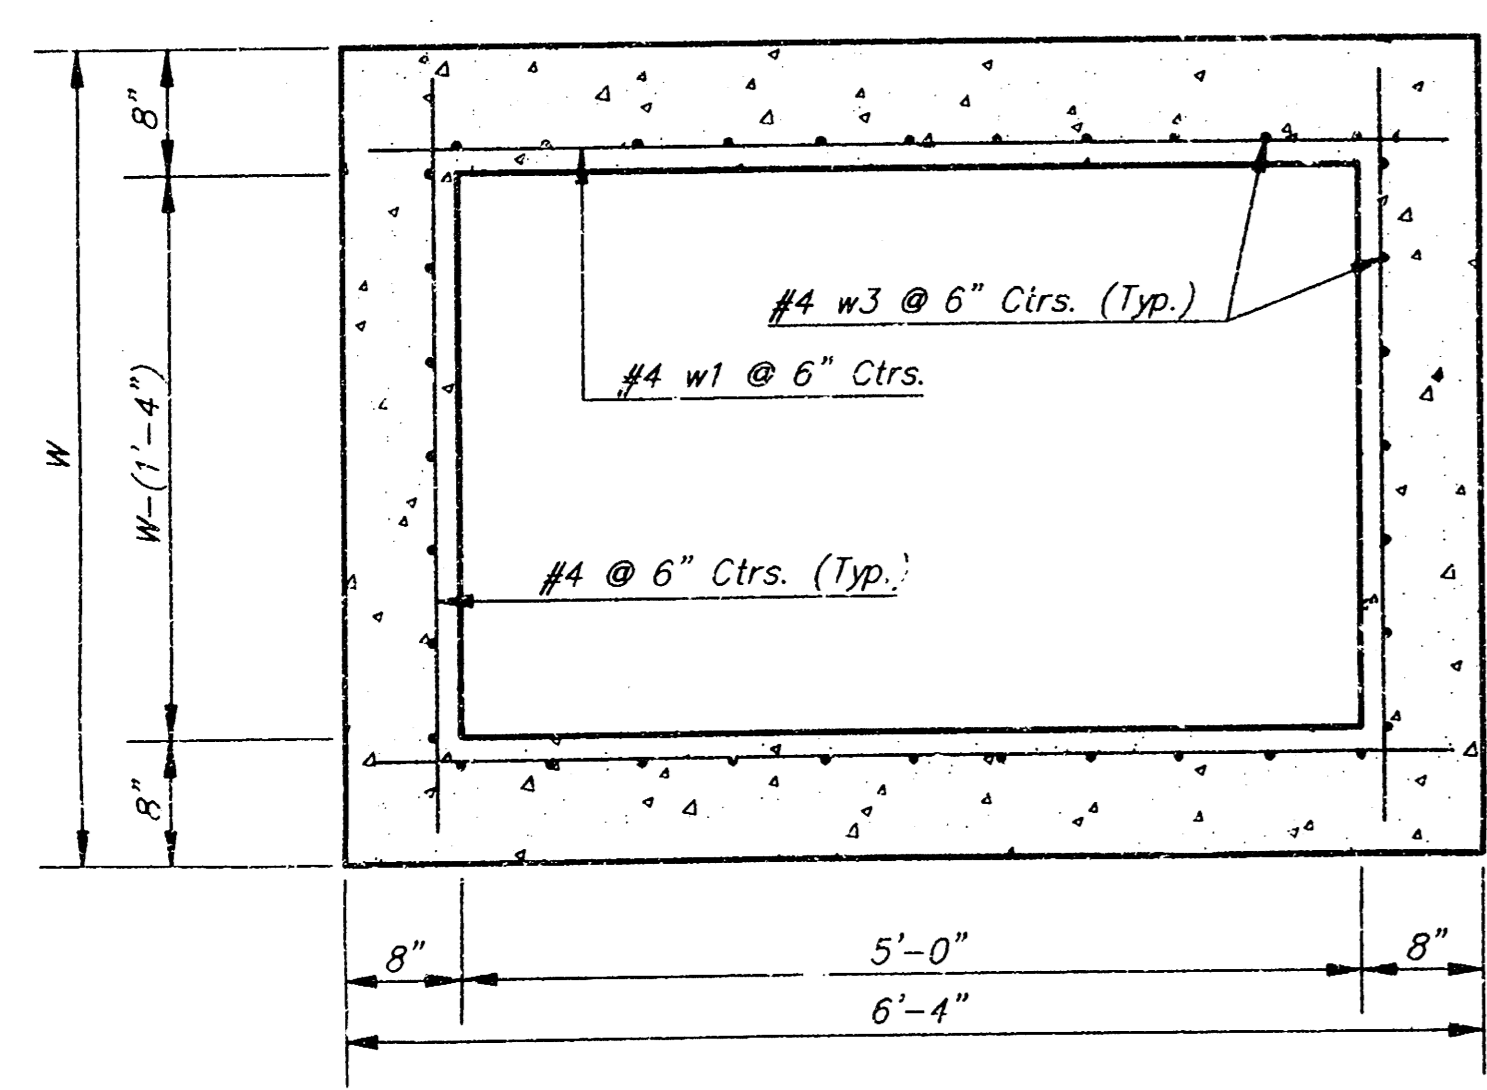 8"
#4 w3 @ 6" Ctrs. (Typ.)
#4 w1 @ 6" Ctrs.
W
W-(1'-4")
#4 @ 6" Ctrs. (Typ.)
8"
8"
5'-0"
8"
6'-4"